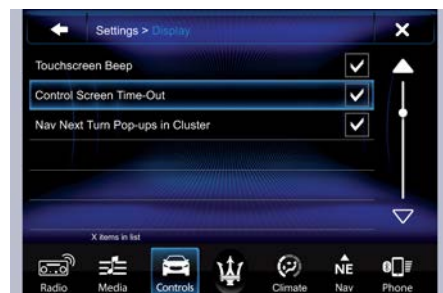 Settings > Display
Touchscreen Beep
Control Screen Time-Out
Nav Next Turn Pop-ups in Cluster
X items in list
NE
Radio Media Controls Climate Nav Phone